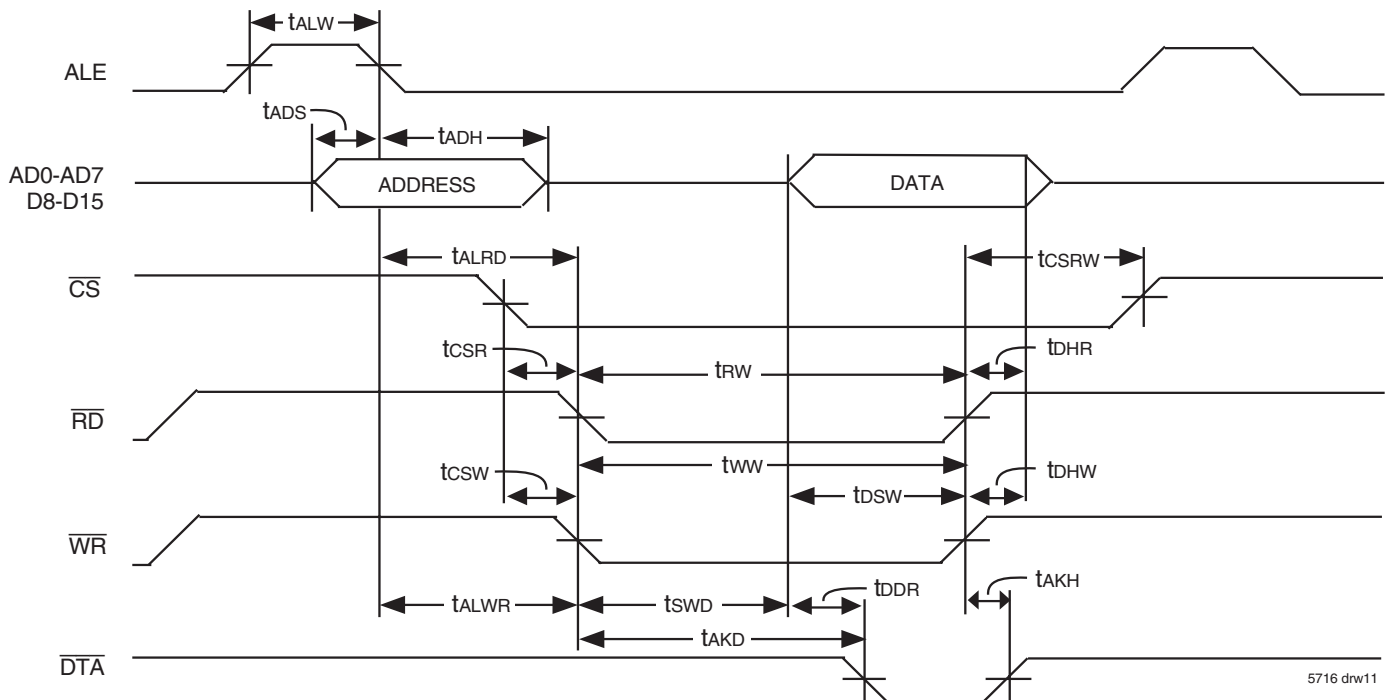 tALW
ALE
tADS
tADH
AD0-AD7
D8-D15
ADDRESS
DATA
tALRD
tCSRW
CS
tCSR
tRW
tDHR
RD
tCSW
tWW
tDHW
tDSW
WR
tALWR
tSWD
tDDR
tAKH
tAKD
DTA
5716 drw11